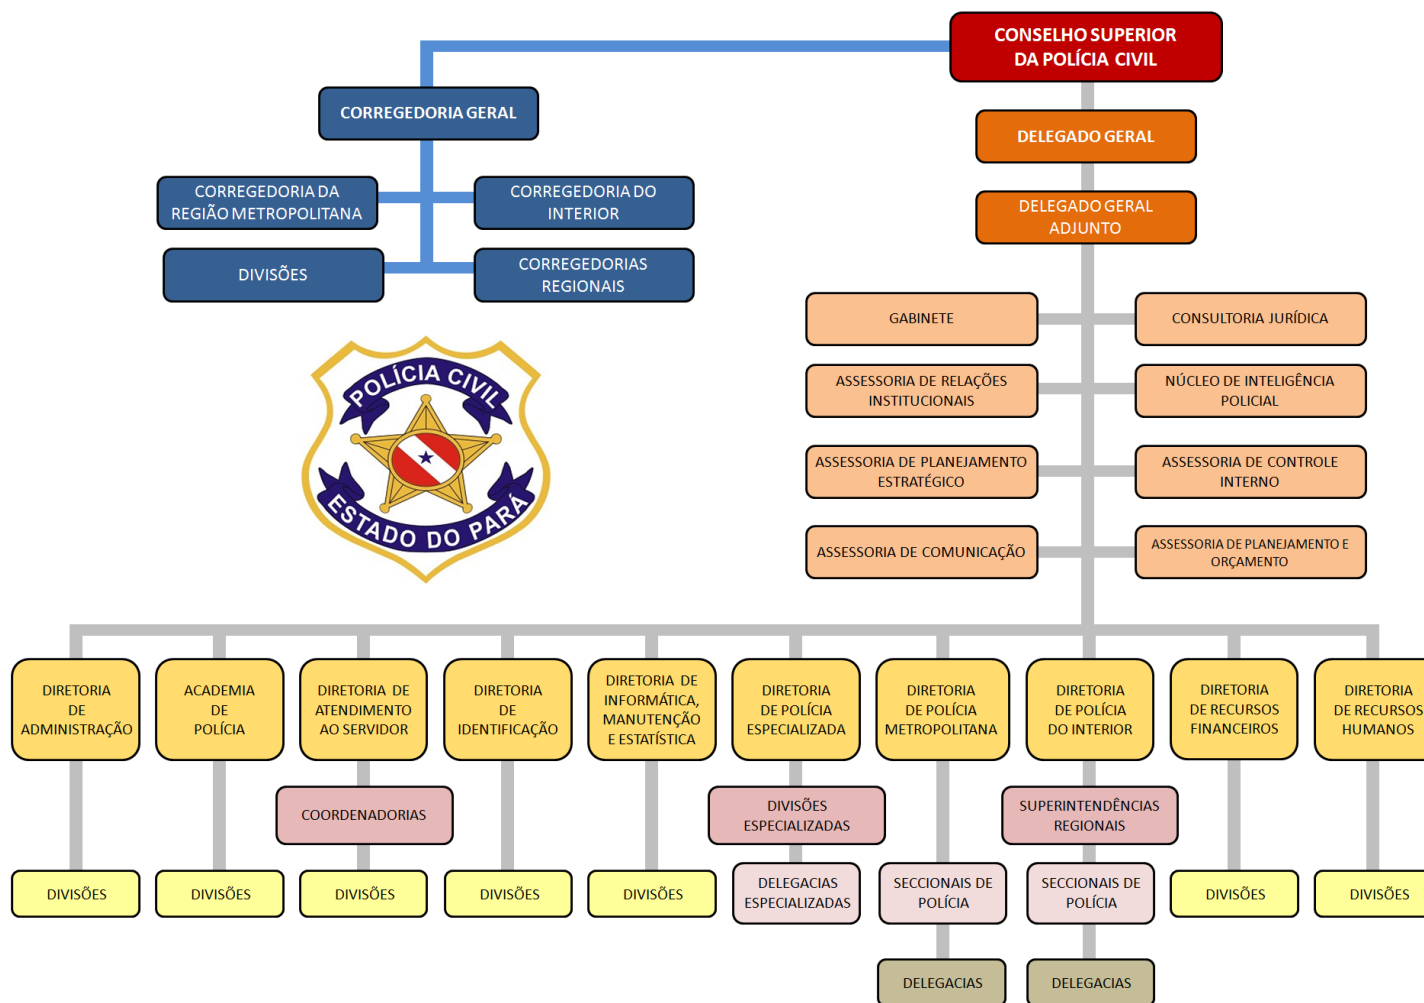 CONSELHO SUPERIOR
DA POLÍCIA CIVIL
CORREGEDORIA GERAL
DELEGADO GERAL
CORREGEDORIA DA
REGIÃO METROPOLITANA
CORREGEDORIA DO
INTERIOR
DELEGADO GERAL
ADJUNTO
DIVISÕES
CORREGEDORIAS
REGIONAIS
GABINETE
CONSULTORIA JURÍDICA
POLÍCIA CIVIL
ESTADO DO PARÁ
ASSESSORIA DE RELAÇÕES
INSTITUCIONAIS
NÚCLEO DE INTELIGÊNCIA
POLICIAL
ASSESSORIA DE PLANEJAMENTO
ESTRATÉGICO
ASSESSORIA DE CONTROLE
INTERNO
ASSESSORIA DE COMUNICAÇÃO
ASSESSORIA DE PLANEJAMENTO E
ORÇAMENTO
DIRETORIA
DE
ADMINISTRAÇÃO
ACADEMIA
DE
POLÍCIA
DIRETORIA DE
ATENDIMENTO
AO SERVIDOR
DIRETORIA
DE
IDENTIFICAÇÃO
DIRETORIA DE
INFORMÁTICA,
MANUTENÇÃO
E ESTATÍSTICA
DIRETORIA
DE POLÍCIA
ESPECIALIZADA
DIRETORIA
DE POLÍCIA
METROPOLITANA
DIRETORIA
DE POLÍCIA
DO INTERIOR
DIRETORIA
DE RECURSOS
FINANCEIROS
DIRETORIA
DE RECURSOS
HUMANOS
COORDENADORIAS
DIVISÕES
ESPECIALIZADAS
SUPERINTENDÊNCIAS
REGIONAIS
DIVISÕES
DIVISÕES
DIVISÕES
DIVISÕES
DIVISÕES
DELEGACIAS
ESPECIALIZADAS
SECCIONAIS DE
POLÍCIA
SECCIONAIS DE
POLÍCIA
DIVISÕES
DIVISÕES
DELEGACIAS
DELEGACIAS